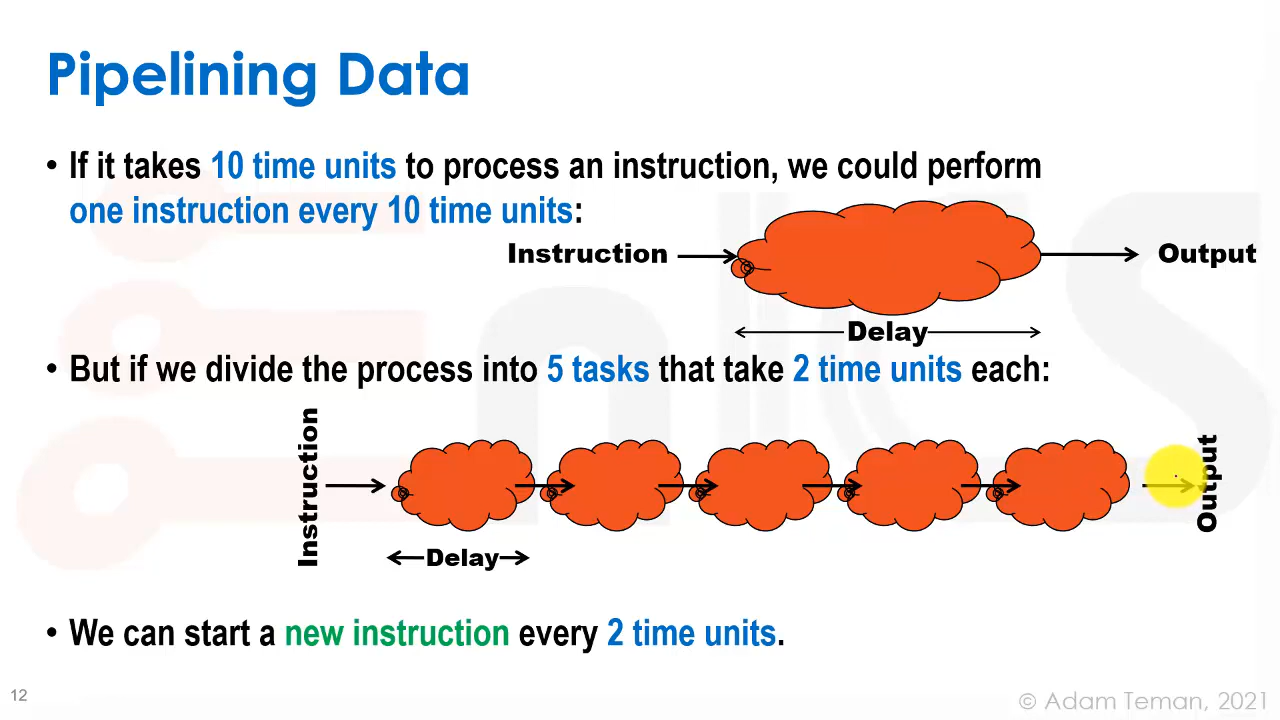 Pipelining Data
• If it takes 10 time units to process an instruction, we could perform
one instruction every 10 time units:
Instruction
Output
Delay
• But if we divide the process into 5 tasks that take 2 time units each:
Instruction
Output
Delay
• We can start a new instruction every 2 time units.
12
© Adam Teman, 2021